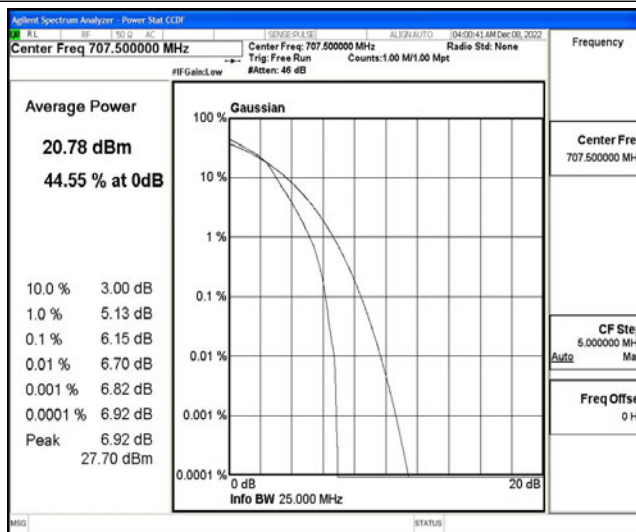 Agilent Spectrum Analyzer - Power Stat CCDF
RL RF 50 Ω AC SENSE:PULSE ALIGN AUTO 04:00:41 AM Dec 08, 2022
Center Freq 707.500000 MHz
Center Freq: 707.500000 MHz Radio Std: None
Trig: Free Run Counts:1.00 M/1.00 Mpt
#IFGain:Low #Atten: 46 dB
Frequency
Average Power
20.78 dBm
44.55 % at 0dB
10.0 % 3.00 dB
1.0 % 5.13 dB
0.1 % 6.15 dB
0.01 % 6.70 dB
0.001 % 6.82 dB
0.0001 % 6.92 dB
Peak 6.92 dB
27.70 dBm
Gaussian
100 %
10 %
1 %
0.1 %
0.01 %
0.001 %
0.0001 %
0 dB 20 dB
Info BW 25.000 MHz
Center Fre
707.500000 MH
CF Ste
5.000000 MH
Auto Ma
Freq Offse
0 H
MSG STATUS